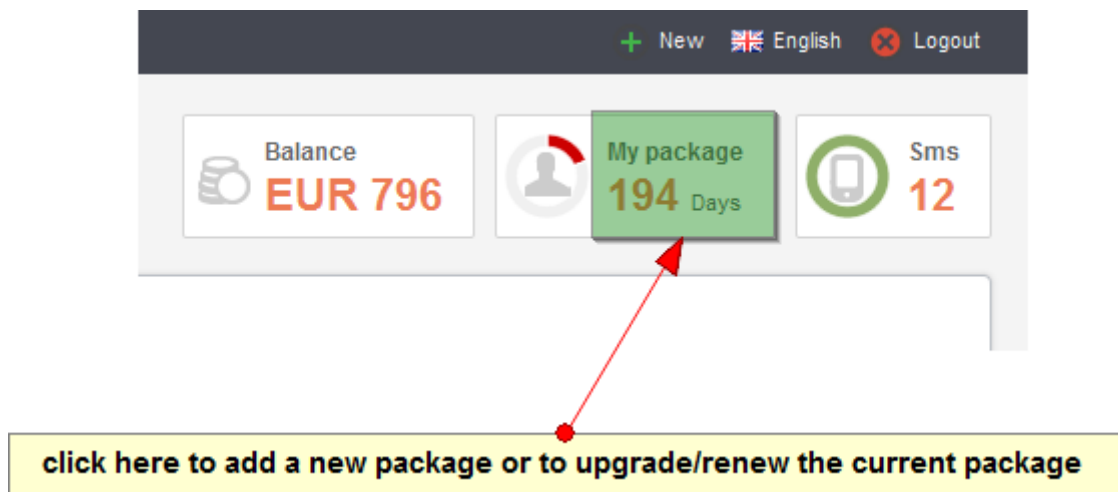 New English Logout
Balance
EUR 796
My package
194 Days
Sms
12
click here to add a new package or to upgrade/renew the current package